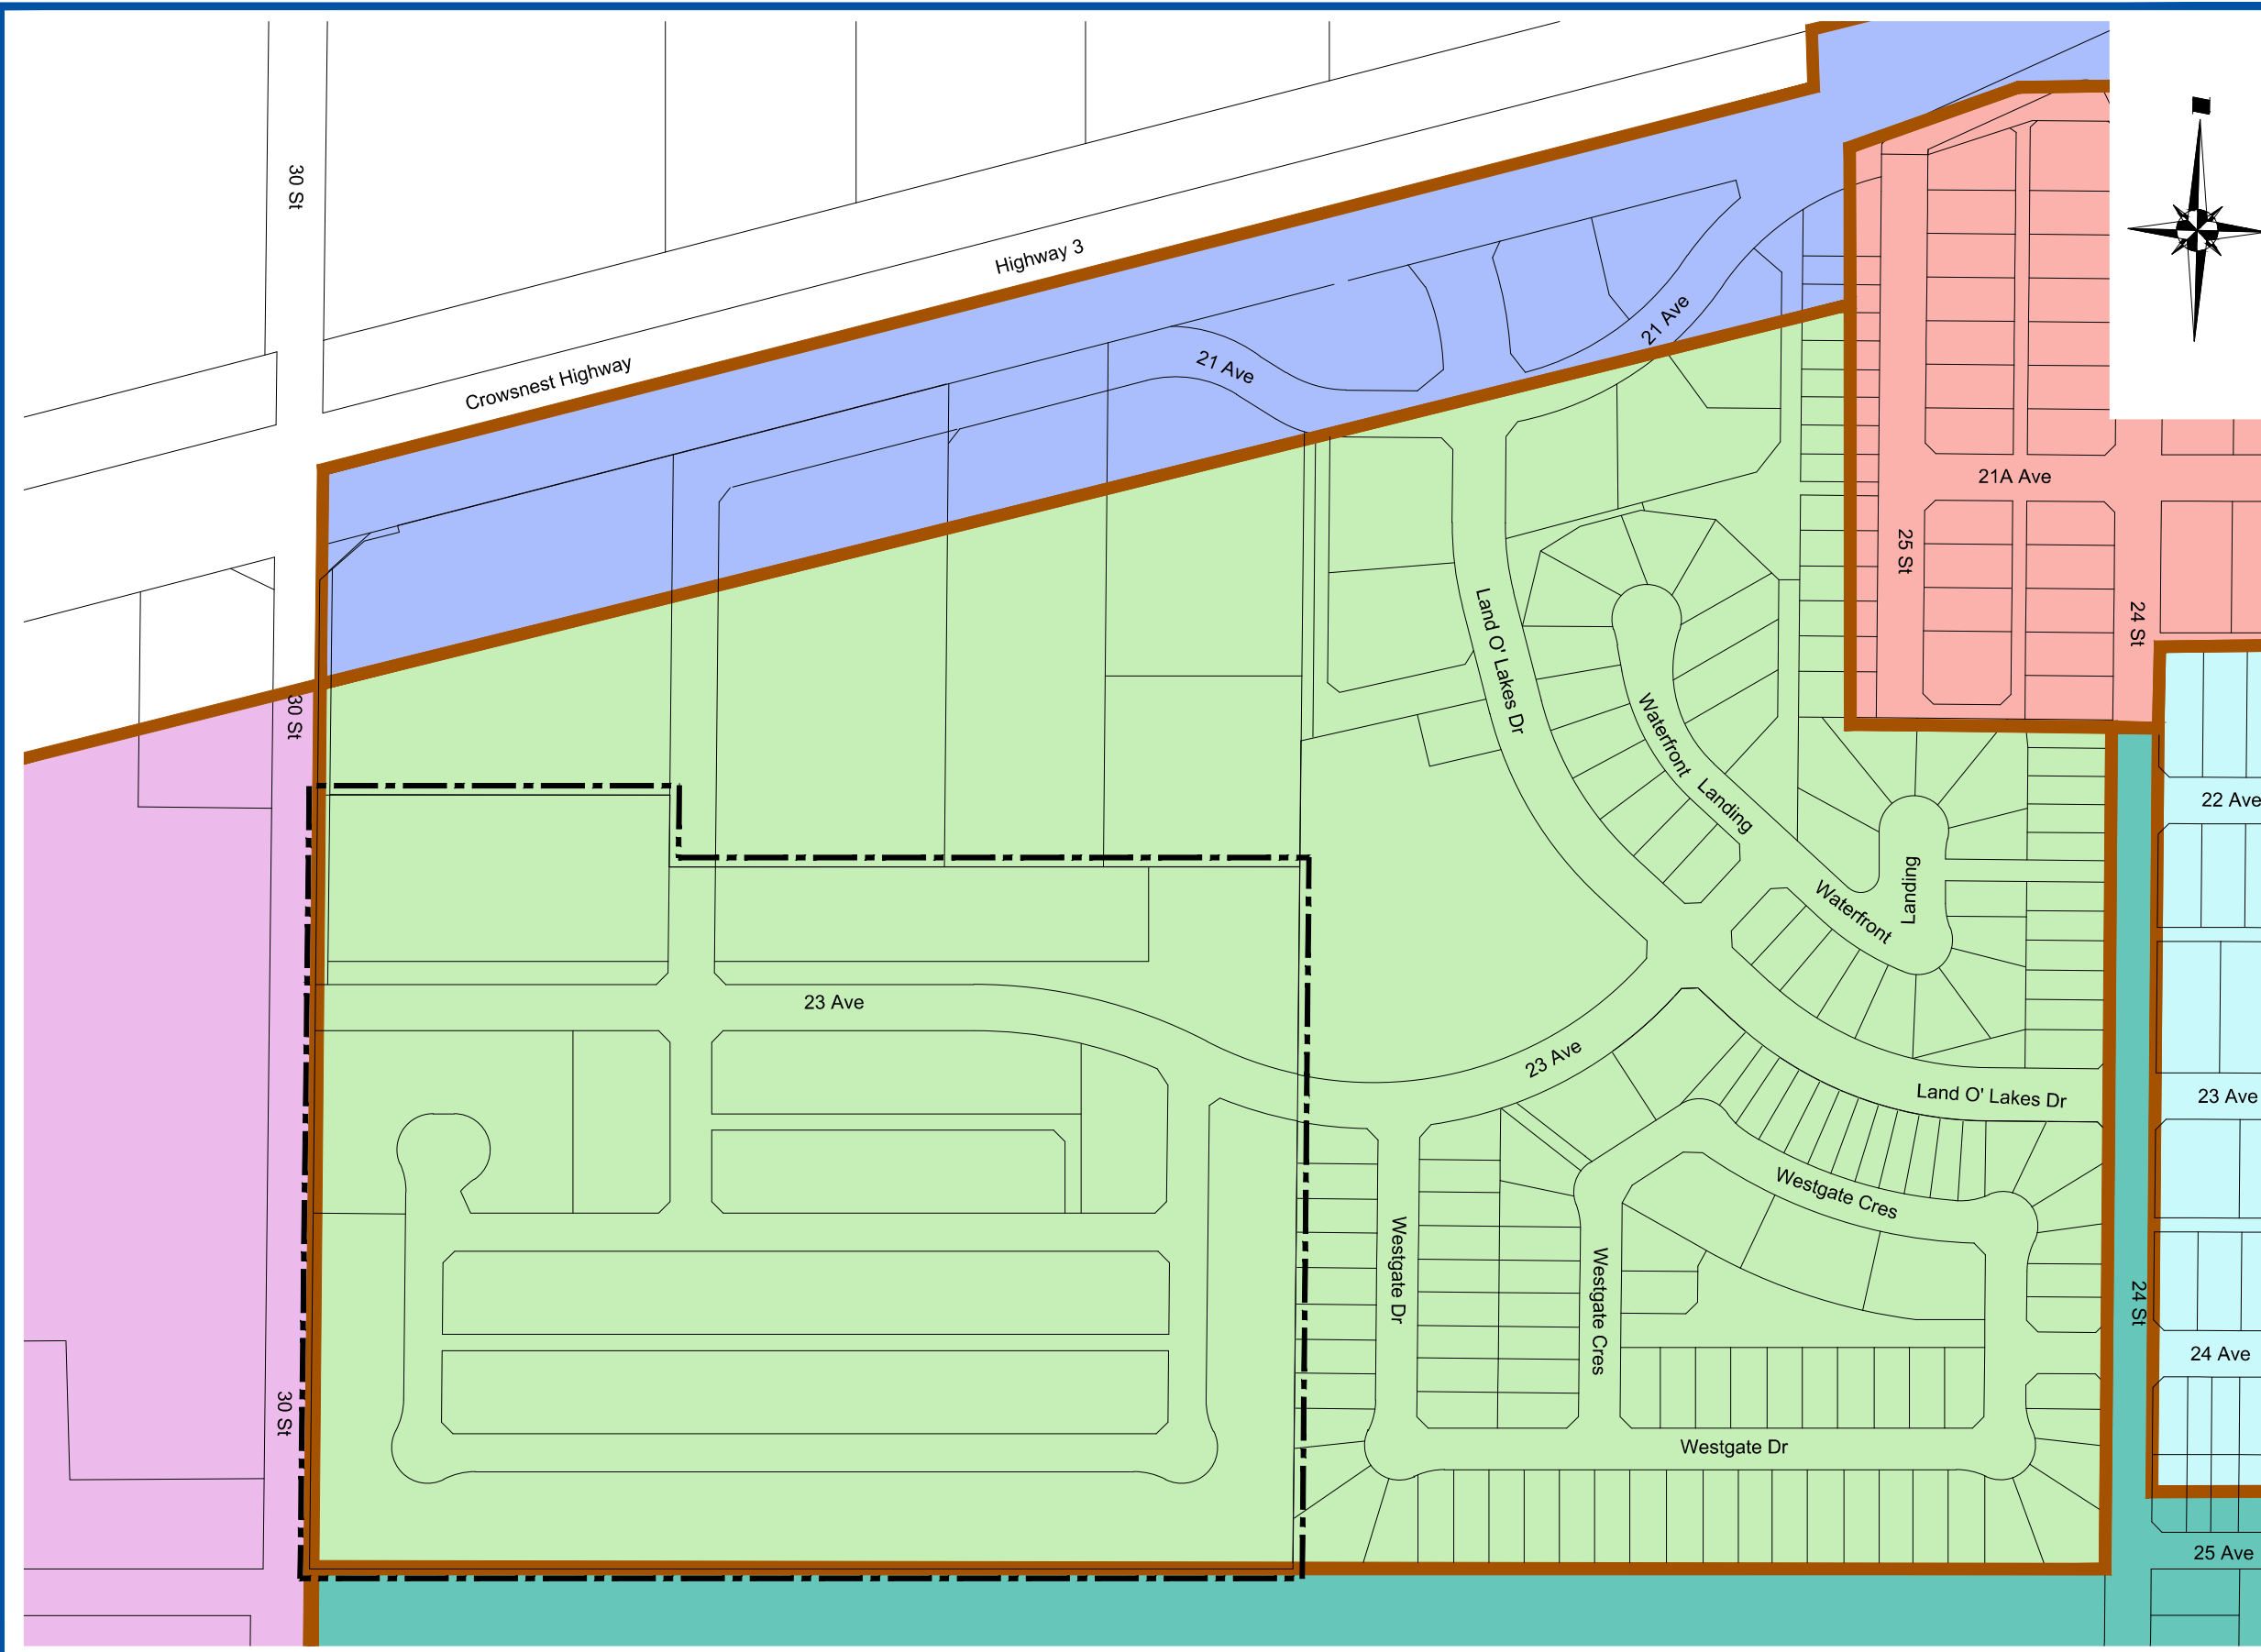 30 St
Highway 3
Crowsnest Highway
21 Ave
21 Ave
21A Ave
25 St
24 St
Land O' Lakes Dr
30 St
Waterfront
Landing
22 Ave
Landing
Waterfront
23 Ave
23 Ave
Land O' Lakes Dr
23 Ave
Westgate Cres
Westgate Dr
Westgate Cres
24 St
24 Ave
30 St
Westgate Dr
25 Ave